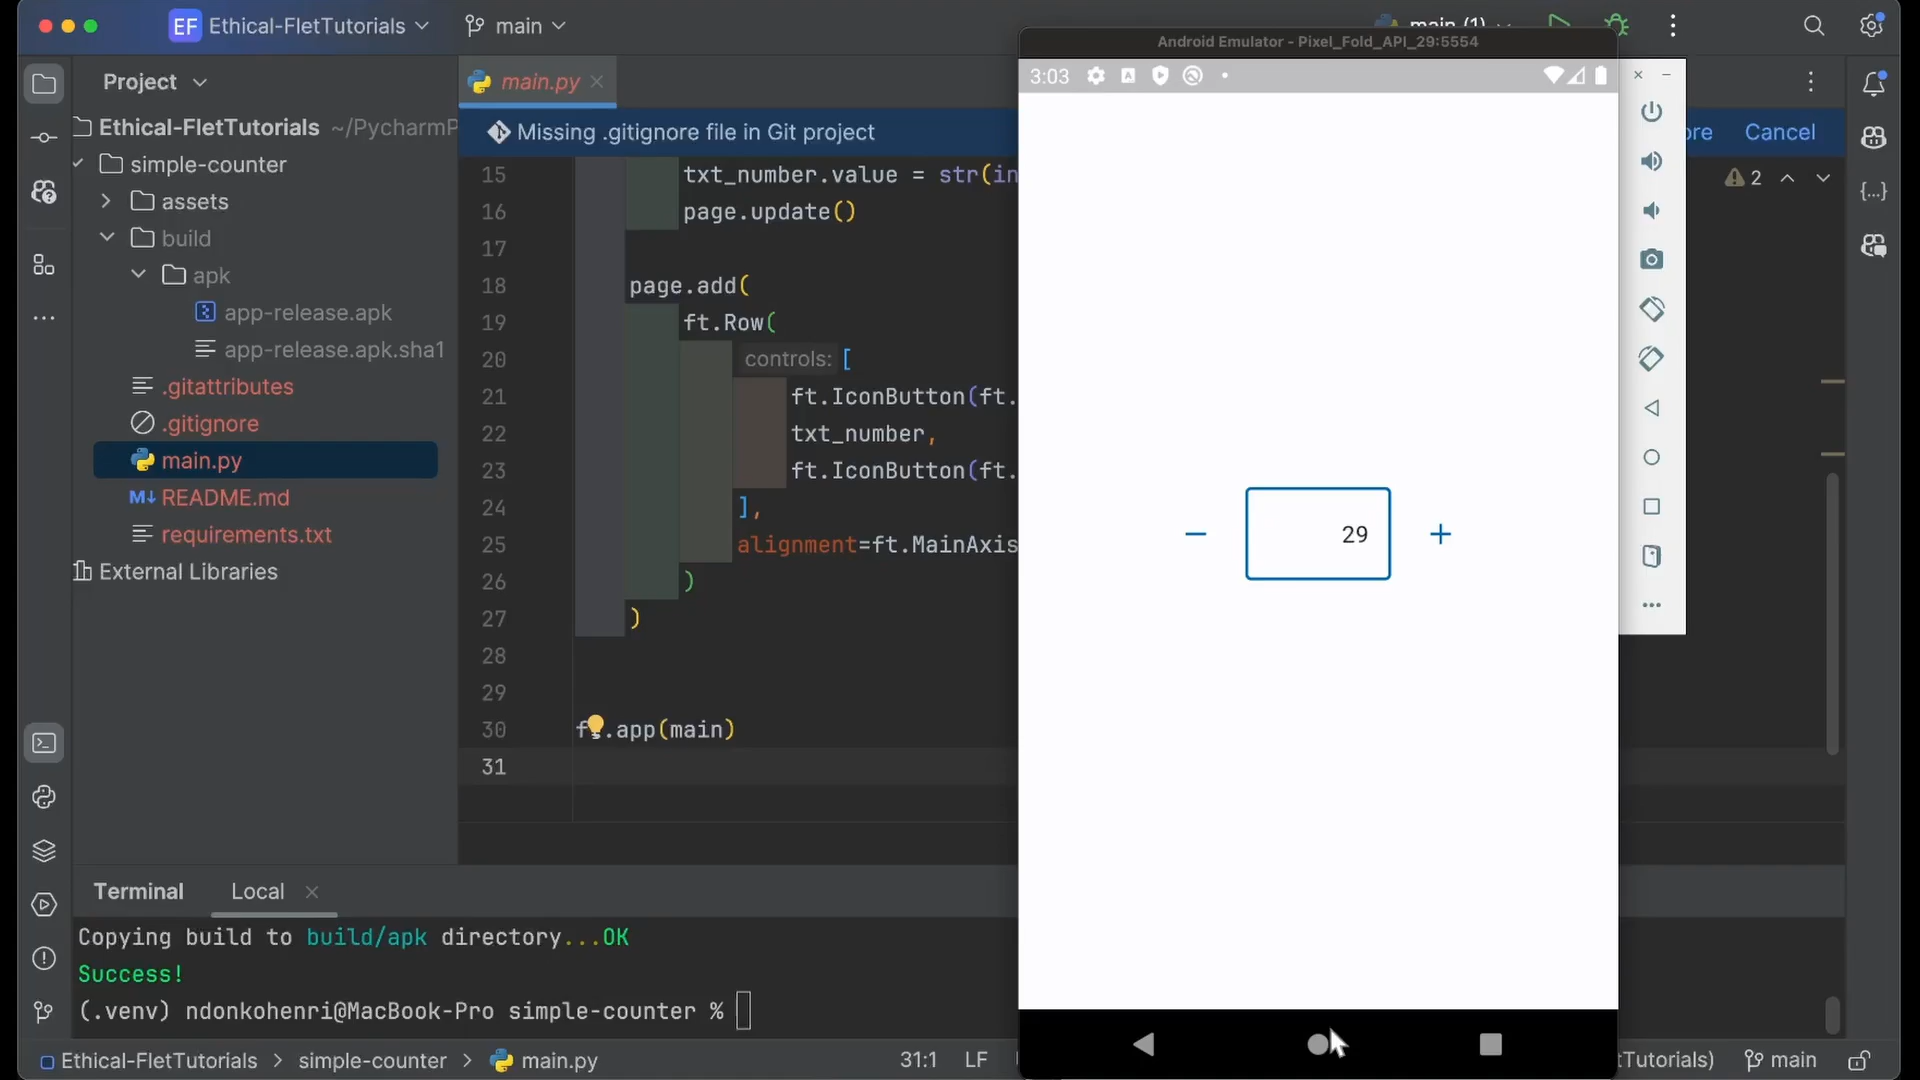 EF Ethical-FletTutorials main
main (1)
Android Emulator - Pixel_Fold_API_29:5554
Project
main.py
3:03
Ethical-FletTutorials ~/PycharmP
Missing .gitignore file in Git project
ore Cancel
simple-counter
assets
build
apk
app-release.apk
app-release.apk.sha1
.gitattributes
.gitignore
main.py
M↓ README.md
requirements.txt
External Libraries
15 txt_number.value = str(in
16 page.update()
17
18 page.add(
19 ft.Row(
20 controls: [
21 ft.IconButton(ft.
22 txt_number,
23 ft.IconButton(ft.
24 ],
25 alignment=ft.MainAxis
26 )
27 )
28
29
30 f .app(main)
31
2
− 29 +
Terminal Local
Copying build to build/apk directory...OK
Success!
(.venv) ndonkohenri@MacBook-Pro simple-counter %
Ethical-FletTutorials > simple-counter > main.py 31:1 LF tTutorials) main